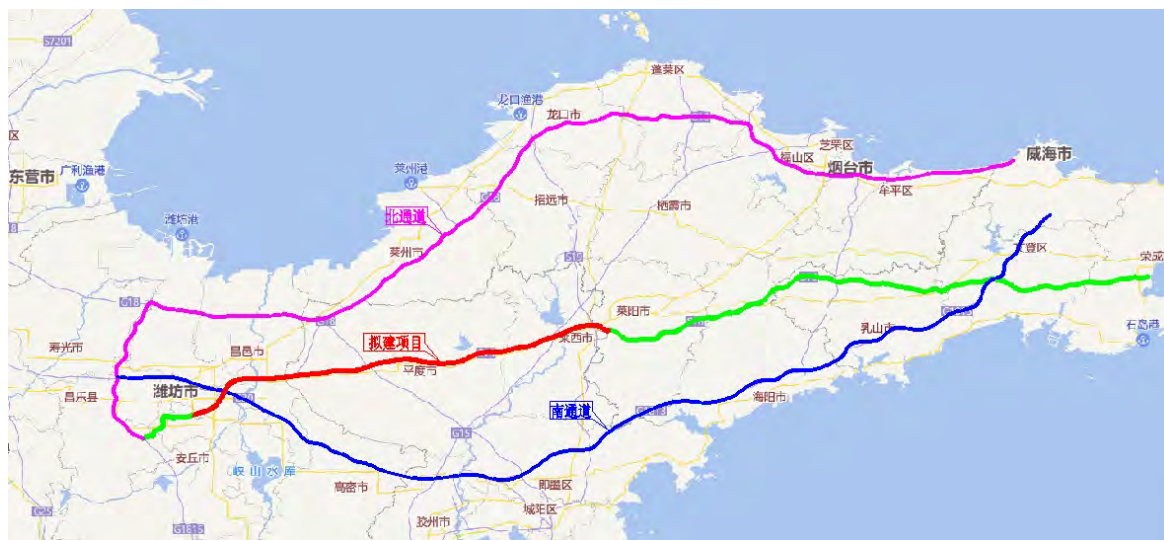 S7201
蓬莱区
龙口渔港
龙口市
区
芝罘区
福山区
烟台市
威海市
牟平区
莱州港
广利渔港
东营市
招远市
栖霞市
潍坊港
北通道
莱州市
文登区
荣成
S19
G18
莱阳市
石岛港
乳山市
寿光市
昌邑市
拟建项目
莱西市
平度市
潍坊市
昌乐县
海阳市
南通道
G15
安丘市
峡山水库
高密市
即墨区
城阳区
胶州市
G25
G1815